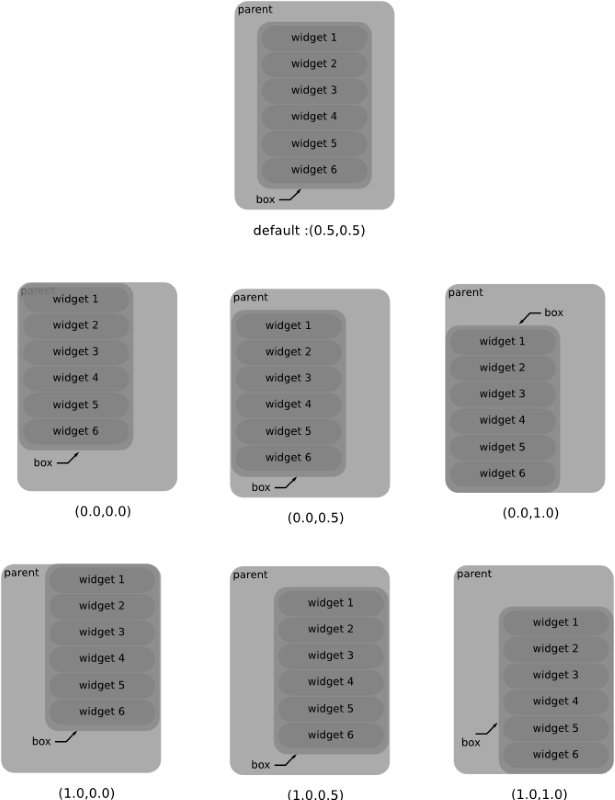 parent
widget 1
widget 2
widget 3
widget 4
widget 5
widget 6
box
default :(0.5,0.5)
parent
widget 1
widget 2
widget 3
widget 4
widget 5
widget 6
box
(0.0,0.0)
parent
widget 1
widget 2
widget 3
widget 4
widget 5
widget 6
box
(0.0,0.5)
parent
box
widget 1
widget 2
widget 3
widget 4
widget 5
widget 6
(0.0,1.0)
parent
widget 1
widget 2
widget 3
widget 4
widget 5
widget 6
box
(1.0,0.0)
parent
widget 1
widget 2
widget 3
widget 4
widget 5
widget 6
box
(1.0,0.5)
parent
widget 1
widget 2
widget 3
widget 4
widget 5
box
widget 6
(1.0,1.0)